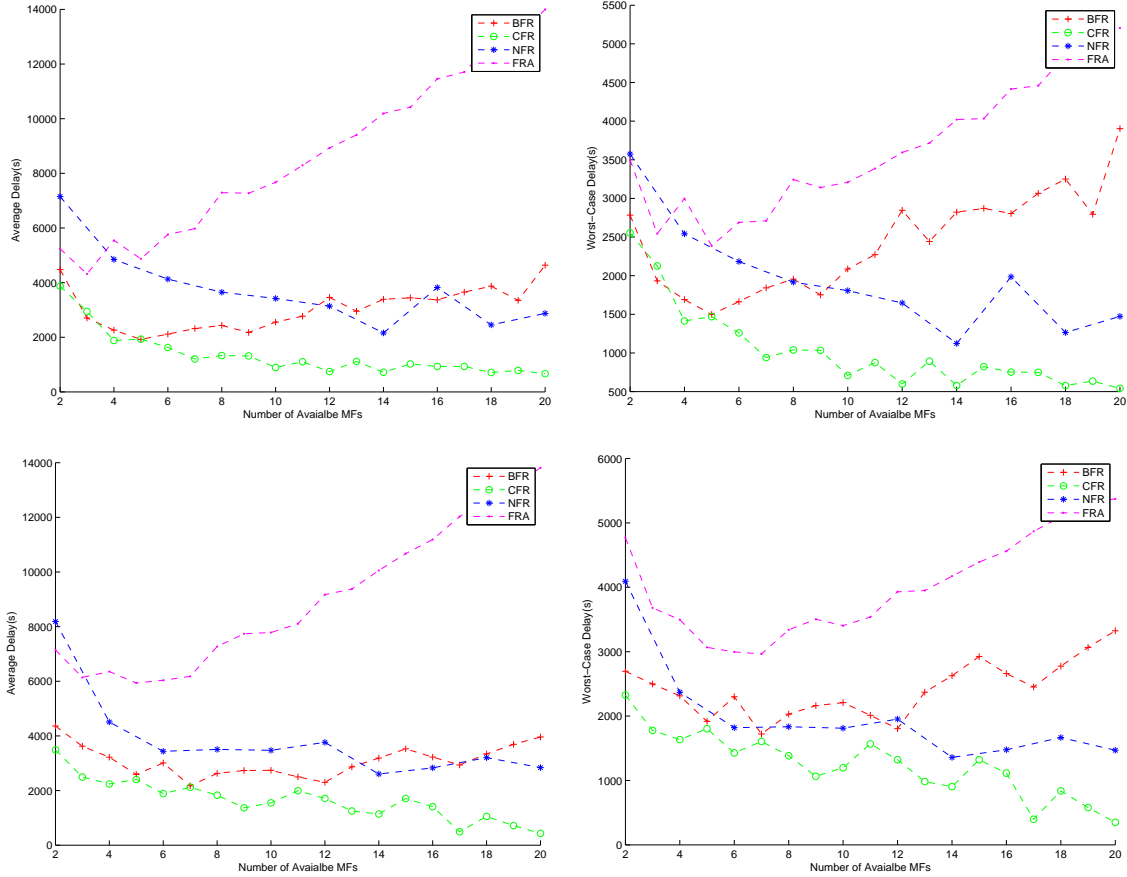 14000
12000
10000
8000
6000
4000
2000
0
2 4 6 8 10 12 14 16 18 20
Average Delay(s)
Number of Avaialbe MFs
BFR
CFR
NFR
FRA
5500
5000
4500
4000
3500
3000
2500
2000
1500
1000
500
2 4 6 8 10 12 14 16 18 20
Worst-Case Delay(s)
Number of Avaialbe MFs
BFR
CFR
NFR
FRA
14000
12000
10000
8000
6000
4000
2000
0
2 4 6 8 10 12 14 16 18 20
Average Delay(s)
Number of Avaialbe MFs
BFR
CFR
NFR
FRA
6000
5000
4000
3000
2000
1000
0
2 4 6 8 10 12 14 16 18 20
Worst-Case Delay(s)
Number of Avaialbe MFs
BFR
CFR
NFR
FRA